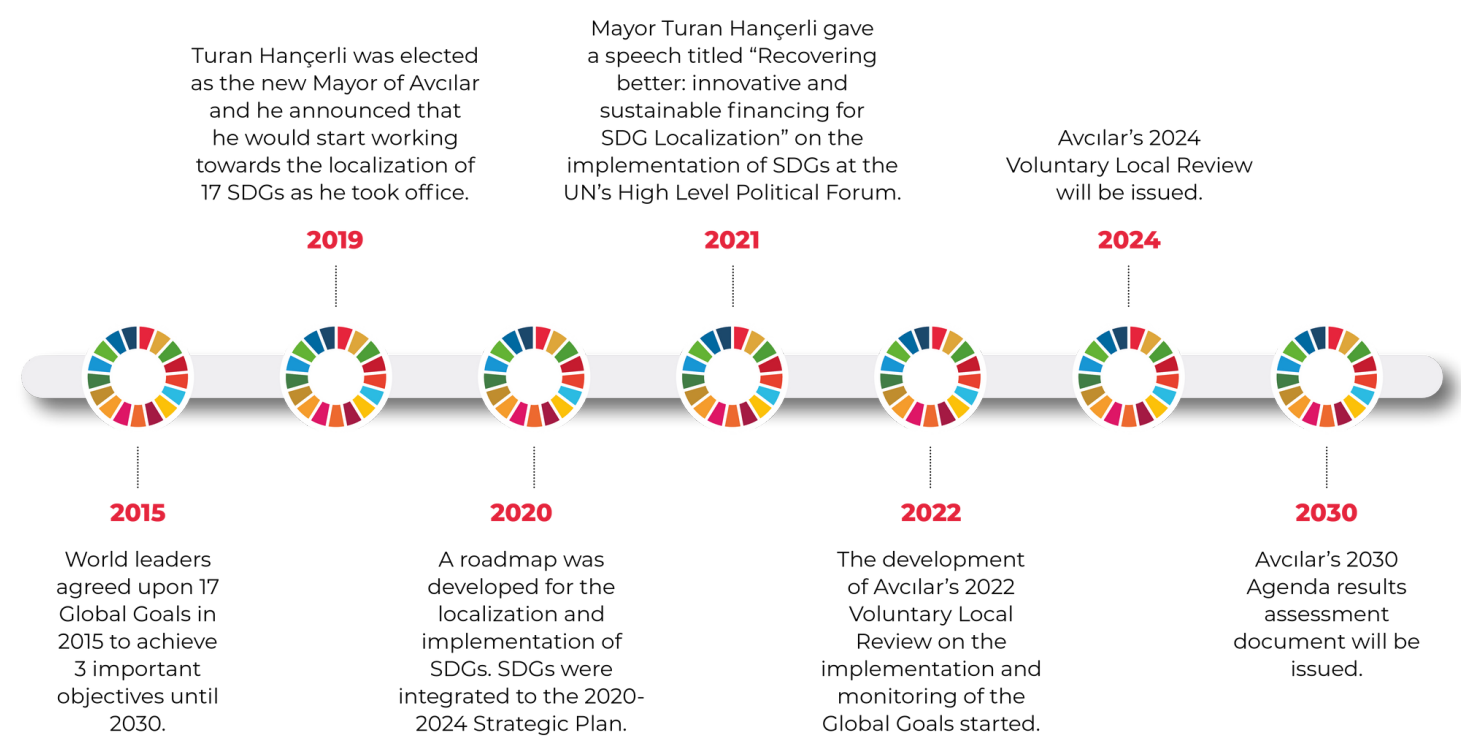 World leaders
agreed upon 17
Global Goals in
2015 to achieve
3 important
objectives until
2030.
2015
Turan Hançerli was elected
as the new Mayor of Avcılar
and he announced that
he would start working
towards the localization of
17 SDGs as he took office.
2019
2020
A roadmap was
developed for the
localization and
implementation of
SDGs. SDGs were
integrated to the 2020-
2024 Strategic Plan.
Mayor Turan Hançerli gave
a speech titled “Recovering
better: innovative and
sustainable financing for
SDG Localization” on the
implementation of SDGs at the
UN’s High Level Political Forum.
2021
2022
The development
of Avcılar’s 2022
Voluntary Local
Review on the
implementation and
monitoring of the
Global Goals started.
Avcılar’s 2024
Voluntary Local Review
will be issued.
2024
2030
Avcılar’s 2030
Agenda results
assessment
document will be
issued.